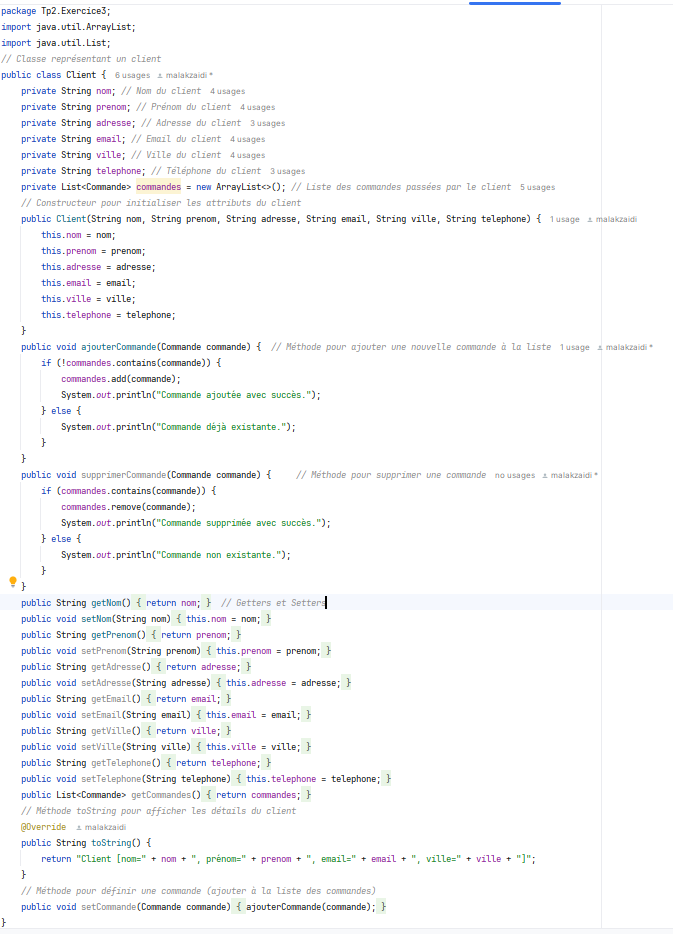 package Tp2.Exercice3;
import java.util.ArrayList;
import java.util.List;
// Classe représentant un client
public class Client {  6 usages  malakzaidi *
    private String nom; // Nom du client  4 usages
    private String prenom; // Prénom du client  4 usages
    private String adresse; // Adresse du client  3 usages
    private String email; // Email du client  4 usages
    private String ville; // Ville du client  4 usages
    private String telephone; // Téléphone du client  3 usages
    private List<Commande> commandes = new ArrayList<>(); // Liste des commandes passées par le client  5 usages
    // Constructeur pour initialiser les attributs du client
    public Client(String nom, String prenom, String adresse, String email, String ville, String telephone) {  1 usage  malakzaidi
        this.nom = nom;
        this.prenom = prenom;
        this.adresse = adresse;
        this.email = email;
        this.ville = ville;
        this.telephone = telephone;
    }
    public void ajouterCommande(Commande commande) {  // Méthode pour ajouter une nouvelle commande à la liste  1 usage  malakzaidi *
        if (!commandes.contains(commande)) {
            commandes.add(commande);
            System.out.println("Commande ajoutée avec succès.");
        } else {
            System.out.println("Commande déjà existante.");
        }
    }
    public void supprimerCommande(Commande commande) {     // Méthode pour supprimer une commande  no usages  malakzaidi *
        if (commandes.contains(commande)) {
            commandes.remove(commande);
            System.out.println("Commande supprimée avec succès.");
        } else {
            System.out.println("Commande non existante.");
        }
    }
    public String getNom() { return nom; }  // Getters et Setters
    public void setNom(String nom) { this.nom = nom; }
    public String getPrenom() { return prenom; }
    public void setPrenom(String prenom) { this.prenom = prenom; }
    public String getAdresse() { return adresse; }
    public void setAdresse(String adresse) { this.adresse = adresse; }
    public String getEmail() { return email; }
    public void setEmail(String email) { this.email = email; }
    public String getVille() { return ville; }
    public void setVille(String ville) { this.ville = ville; }
    public String getTelephone() { return telephone; }
    public void setTelephone(String telephone) { this.telephone = telephone; }
    public List<Commande> getCommandes() { return commandes; }
    // Méthode toString pour afficher les détails du client
    @Override  malakzaidi
    public String toString() {
        return "Client [nom=" + nom + ", prénom=" + prenom + ", email=" + email + ", ville=" + ville + "]";
    }
    // Méthode pour définir une commande (ajouter à la liste des commandes)
    public void setCommande(Commande commande) { ajouterCommande(commande); }
}